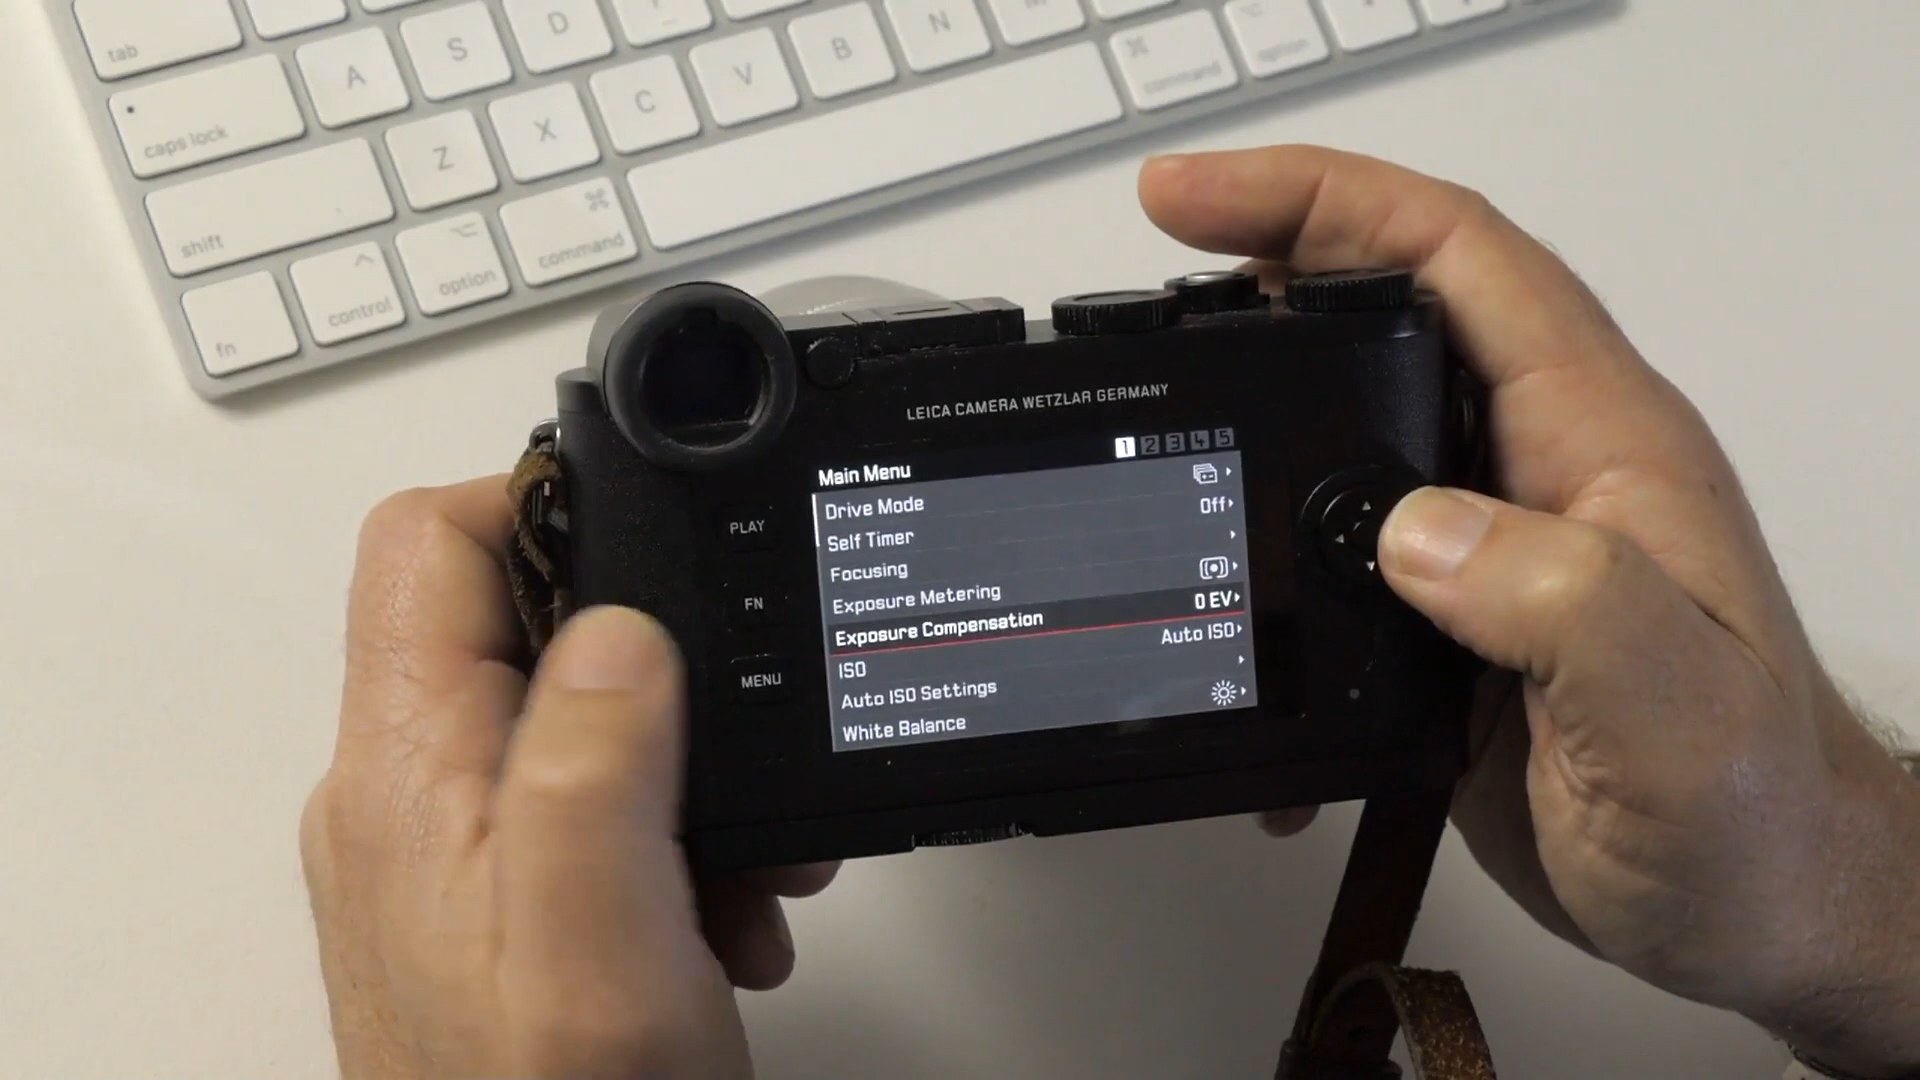 tab
A
S
D
F
caps lock
Z
X
C
V
B
N
M
⌘
command
option
shift
fn
control
option
⌘
command
LEICA CAMERA WETZLAR GERMANY
Main Menu 1 2 3 4 5
Drive Mode
Self Timer Off
Focusing
Exposure Metering
Exposure Compensation 0 EV
ISO Auto ISO
Auto ISO Settings
White Balance
PLAY
FN
MENU